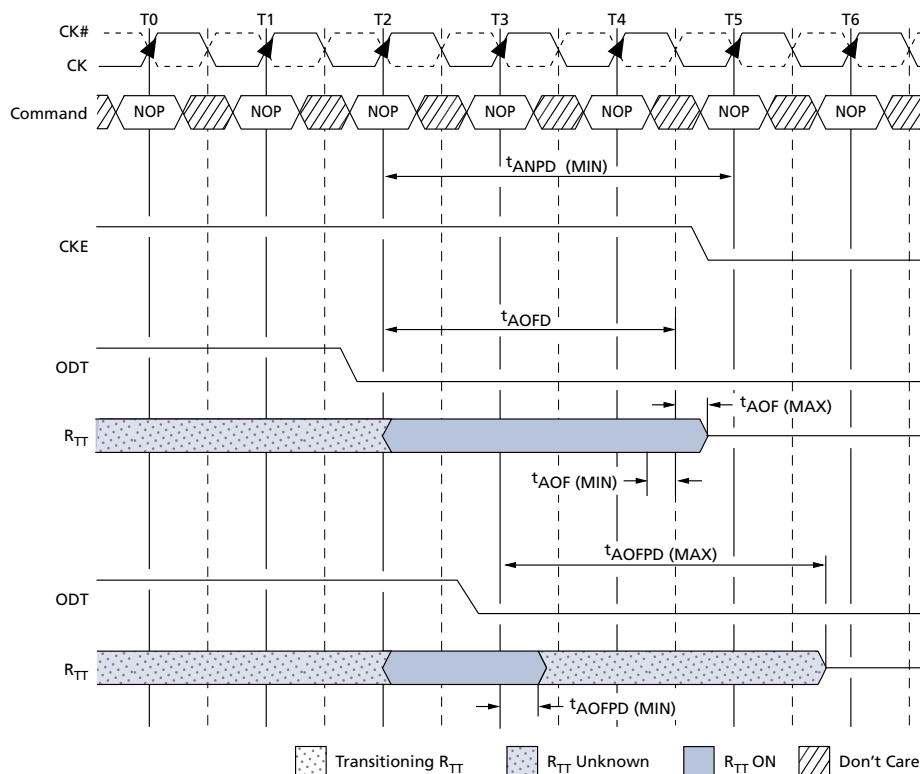 T0 T1 T2 T3 T4 T5 T6
CK#
CK
Command NOP NOP NOP NOP NOP NOP NOP
tANPD (MIN)
CKE
tAOFD
ODT
tAOF (MAX)
RTT
tAOF (MIN)
tAOFPD (MAX)
ODT
RTT
tAOFPD (MIN)
Transitioning RTT RTT Unknown RTT ON Don't Care